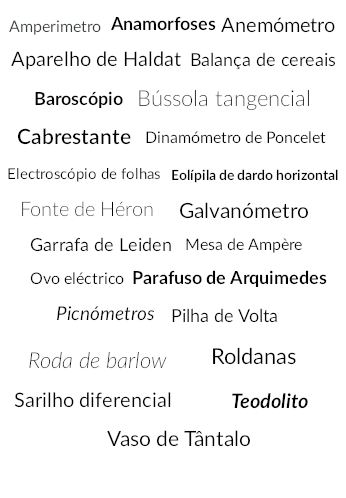 Amperimetro Anamorfoses Anemómetro
Aparelho de Haldat Balança de cereais
Baroscópio Bússola tangencial
Cabrestante Dinamómetro de Poncelet
Electroscópio de folhas Eolípila de dardo horizontal
Fonte de Héron Galvanómetro
Garrafa de Leiden Mesa de Ampère
Ovo eléctrico Parafuso de Arquimedes
Picnómetros Pilha de Volta
Roda de barlow Roldanas
Sarilho diferencial Teodolito
Vaso de Tântalo